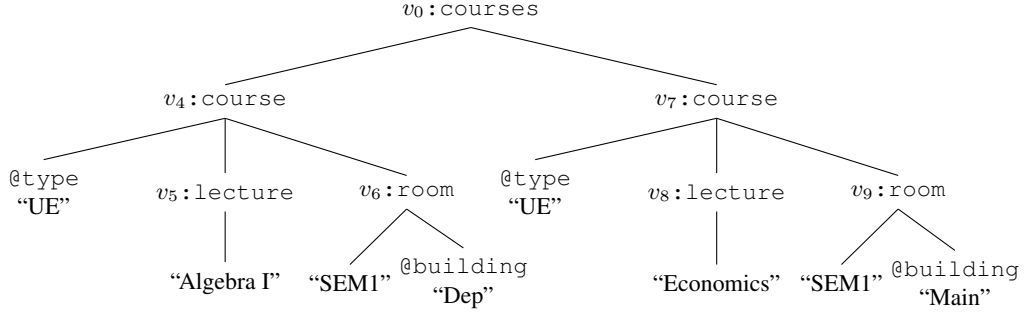 v0:courses
v4:course v7:course
@type v5:lecture v6:room @type v8:lecture v9:room
“UE” “UE”
“Algebra I” “SEM1” @building “Economics” “SEM1” @building
“Dep” “Main”